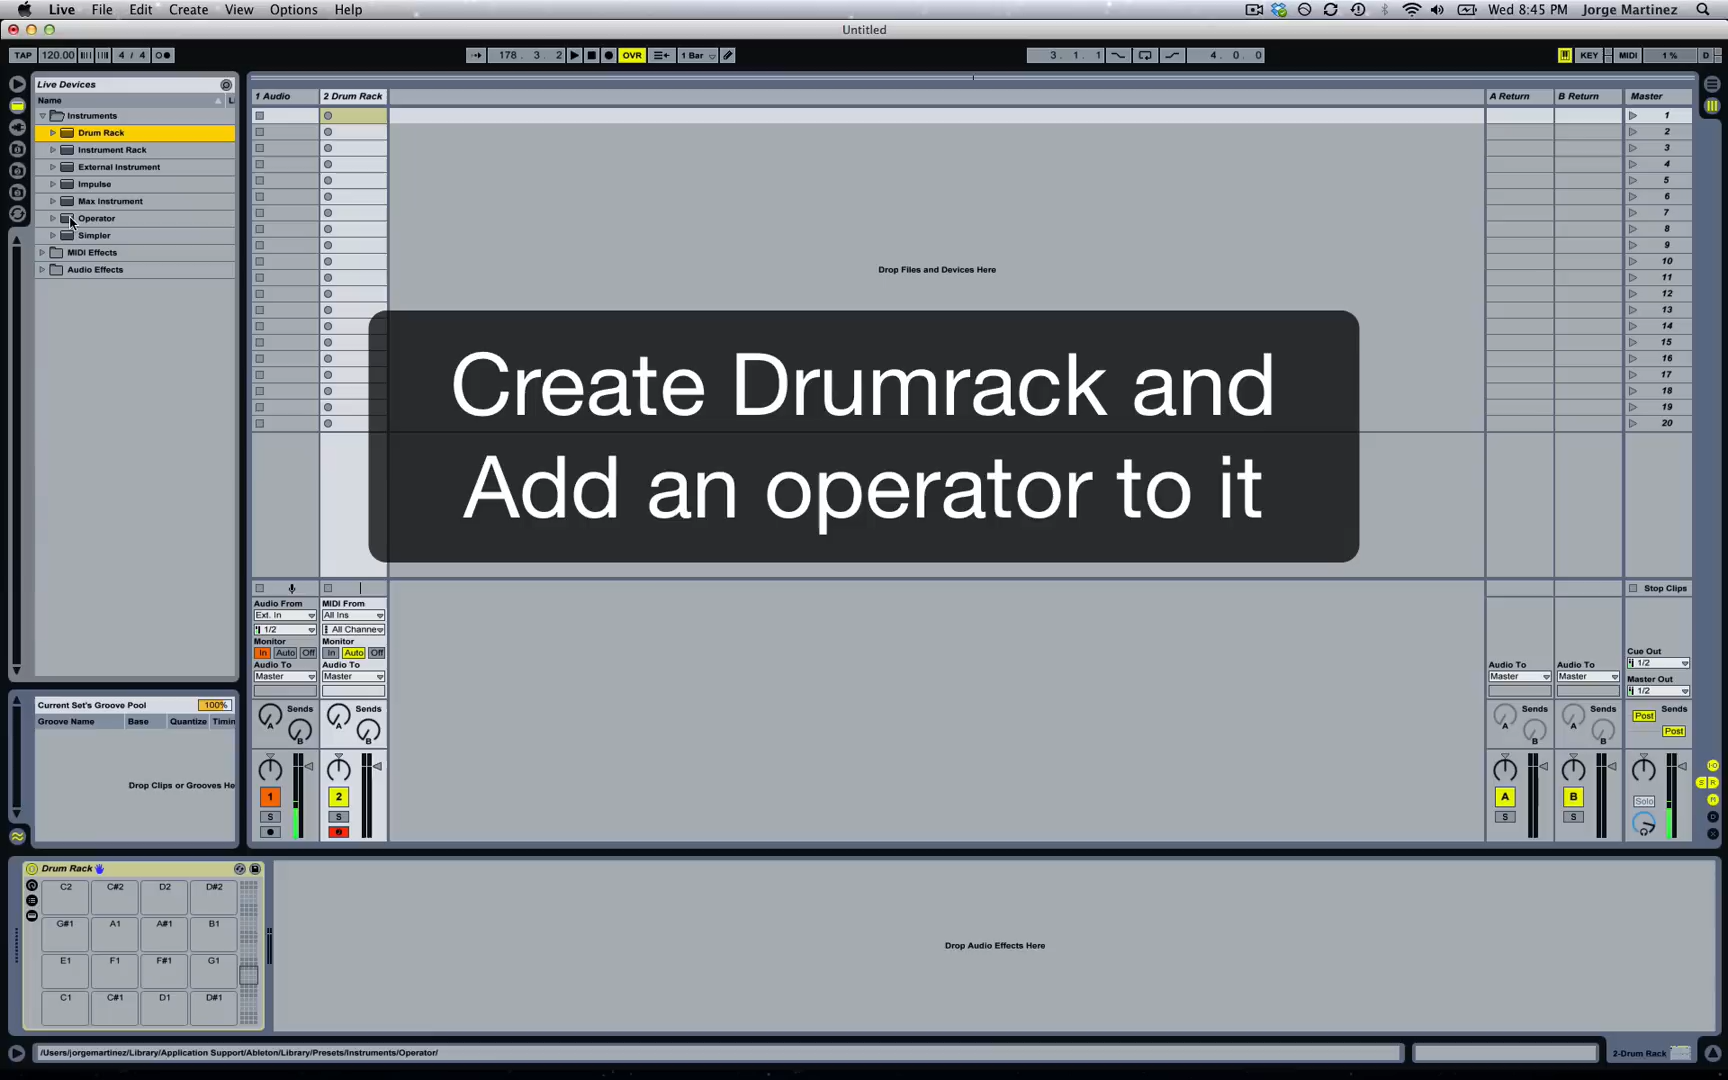 Live File Edit Create View Options Help Wed 8:45 PM Jorge Martinez
Untitled
TAP 120.00 4 / 4 178. 3. 2 OVR 1 Bar 3. 1. 1 4. 0. 0 KEY MIDI 1 % D
Live Devices
Name
Instruments
Drum Rack
Instrument Rack
External Instrument
Impulse
Max Instrument
Operator
Simpler
MIDI Effects
Audio Effects
1 Audio 2 Drum Rack A Return B Return Master
1
2
3
4
5
6
7
8
9
10
11
12
13
14
15
16
17
18
19
20
Drop Files and Devices Here
Create Drumrack and
Add an operator to it
Stop Clips
Audio From MIDI From
Ext. In All Ins
1/2 All Channe
Monitor Monitor
In Auto Off In Auto Off
Audio To Audio To Audio To Audio To
Master Master Master Master
Cue Out
1/2
Master Out
1/2
Sends Sends Sends Sends Sends
A A A A Post
B B B B Post
1 2 A B Solo
S S S S
Current Set's Groove Pool 100%
Groove Name Base Quantize Timin
Drop Clips or Grooves He
Drum Rack
C2 C#2 D2 D#2
G#1 A1 A#1 B1
E1 F1 F#1 G1
C1 C#1 D1 D#1
Drop Audio Effects Here
/Users/jorgemartinez/Library/Application Support/Ableton/Library/Presets/Instruments/Operator/
2-Drum Rack